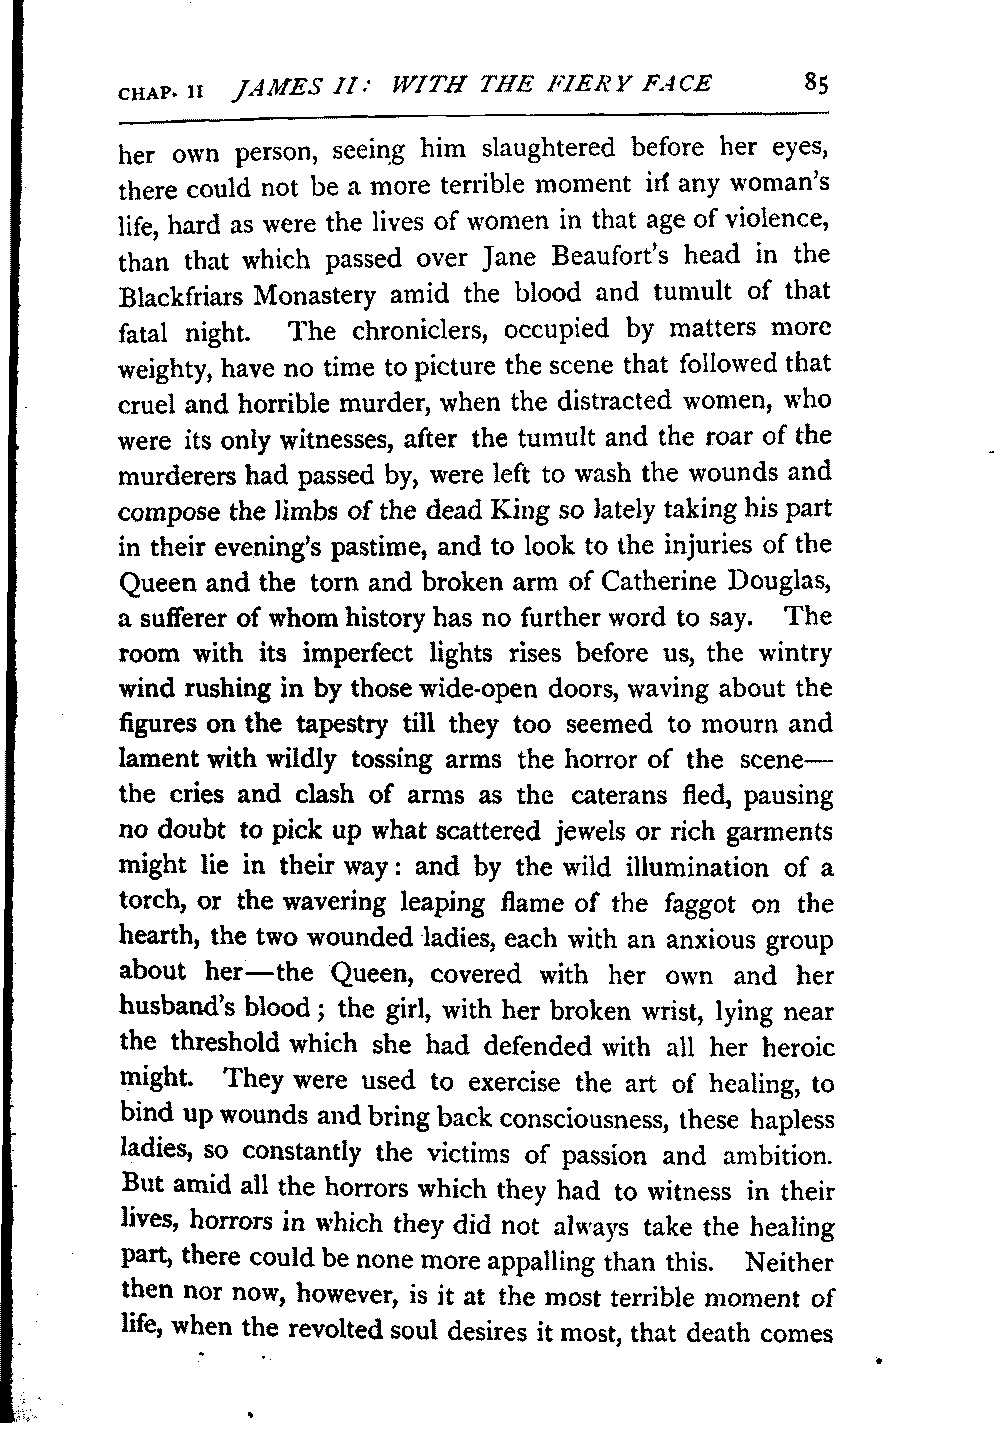 CHAP. II JAMES II: WITH THE FIERY FACE 85
her own person, seeing him slaughtered before her eyes,
there could not be a more terrible moment in any woman's
life, hard as were the lives of women in that age of violence,
than that which passed over Jane Beaufort's head in the
Blackfriars Monastery amid the blood and tumult of that
fatal night. The chroniclers, occupied by matters more
weighty, have no time to picture the scene that followed that
cruel and horrible murder, when the distracted women, who
were its only witnesses, after the tumult and the roar of the
murderers had passed by, were left to wash the wounds and
compose the limbs of the dead King so lately taking his part
in their evening's pastime, and to look to the injuries of the
Queen and the torn and broken arm of Catherine Douglas,
a sufferer of whom history has no further word to say. The
room with its imperfect lights rises before us, the wintry
wind rushing in by those wide-open doors, waving about the
figures on the tapestry till they too seemed to mourn and
lament with wildly tossing arms the horror of the scene—
the cries and clash of arms as the caterans fled, pausing
no doubt to pick up what scattered jewels or rich garments
might lie in their way: and by the wild illumination of a
torch, or the wavering leaping flame of the faggot on the
hearth, the two wounded ladies, each with an anxious group
about her—the Queen, covered with her own and her
husband's blood; the girl, with her broken wrist, lying near
the threshold which she had defended with all her heroic
might. They were used to exercise the art of healing, to
bind up wounds and bring back consciousness, these hapless
ladies, so constantly the victims of passion and ambition.
But amid all the horrors which they had to witness in their
lives, horrors in which they did not always take the healing
part, there could be none more appalling than this. Neither
then nor now, however, is it at the most terrible moment of
life, when the revolted soul desires it most, that death comes